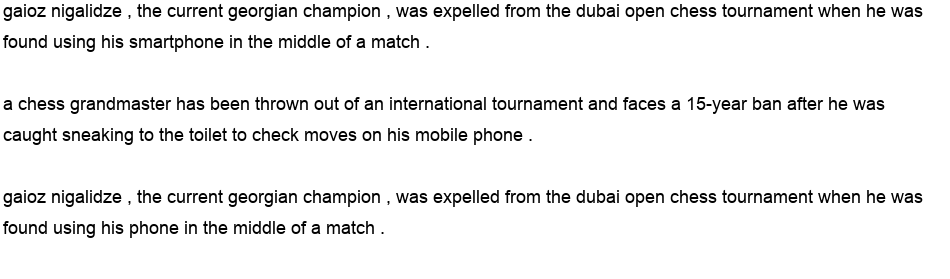 gaioz nigalidze , the current georgian champion , was expelled from the dubai open chess tournament when he was
found using his smartphone in the middle of a match .
a chess grandmaster has been thrown out of an international tournament and faces a 15-year ban after he was
caught sneaking to the toilet to check moves on his mobile phone .
gaioz nigalidze , the current georgian champion , was expelled from the dubai open chess tournament when he was
found using his phone in the middle of a match .